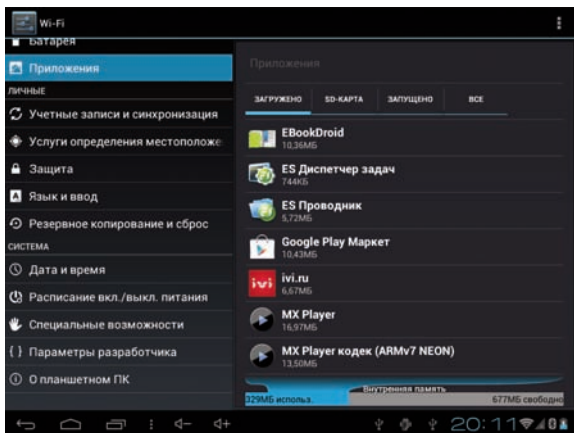 Wi-Fi
Батарея
Приложения
ЛИЧНЫЕ
Учетные записи и синхронизация
Услуги определения местоположе
Защита
Язык и ввод
Резервное копирование и сброс
СИСТЕМА
Дата и время
Расписание вкл./выкл. питания
Специальные возможности
{ } Параметры разработчика
О планшетном ПК
Приложения
ЗАГРУЖЕНО SD-КАРТА ЗАПУЩЕНО ВСЕ
EBookDroid
10,36МБ
ES Диспетчер задач
744КБ
ES Проводник
5,72МБ
Google Play Маркет
10,43МБ
ivi.ru
6,67МБ
MX Player
16,97МБ
MX Player кодек (ARMv7 NEON)
13,50МБ
Внутренняя память
329МБ использ. 677МБ свободно
20:11